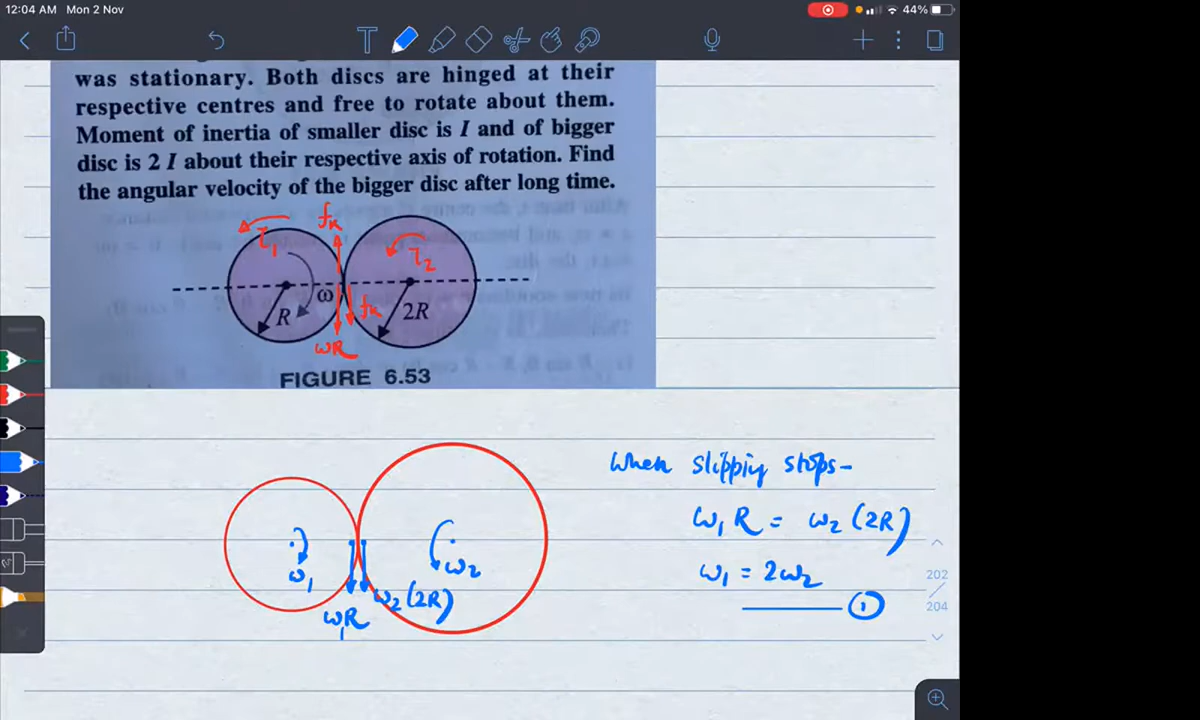 12:04 AM Mon 2 Nov
44%
was stationary. Both discs are hinged at their
respective centres and free to rotate about them.
Moment of inertia of smaller disc is I and of bigger
disc is 2 I about their respective axis of rotation. Find
the angular velocity of the bigger disc after long time.
fk
τ1
τ2
ω
R
fk
2R
ωR
FIGURE 6.53
When slipping stops-
ω1 R = ω2 (2R)
ω1 = 2ω2
①
ω1
ω2
ω2(2R)
ω1R
202
204